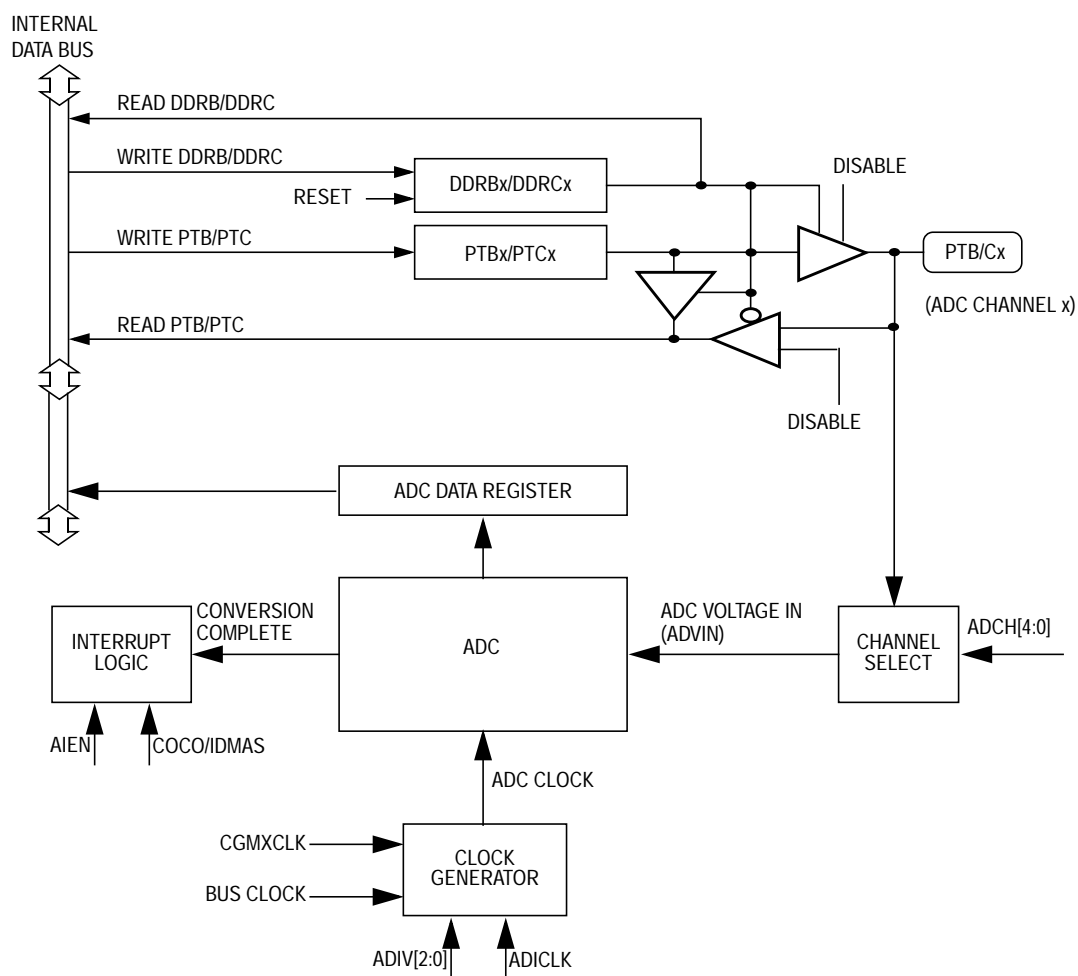 INTERNAL
DATA BUS
READ DDRB/DDRC
WRITE DDRB/DDRC
DISABLE
DDRBx/DDRCx
RESET
WRITE PTB/PTC
PTBx/PTCx
PTB/Cx
(ADC CHANNEL x)
READ PTB/PTC
DISABLE
ADC DATA REGISTER
CONVERSION
COMPLETE
ADC VOLTAGE IN
(ADVIN)
ADCH[4:0]
INTERRUPT
LOGIC
ADC
CHANNEL
SELECT
AIEN
COCO/IDMAS
ADC CLOCK
CGMXCLK
CLOCK
GENERATOR
BUS CLOCK
ADIV[2:0]
ADICLK